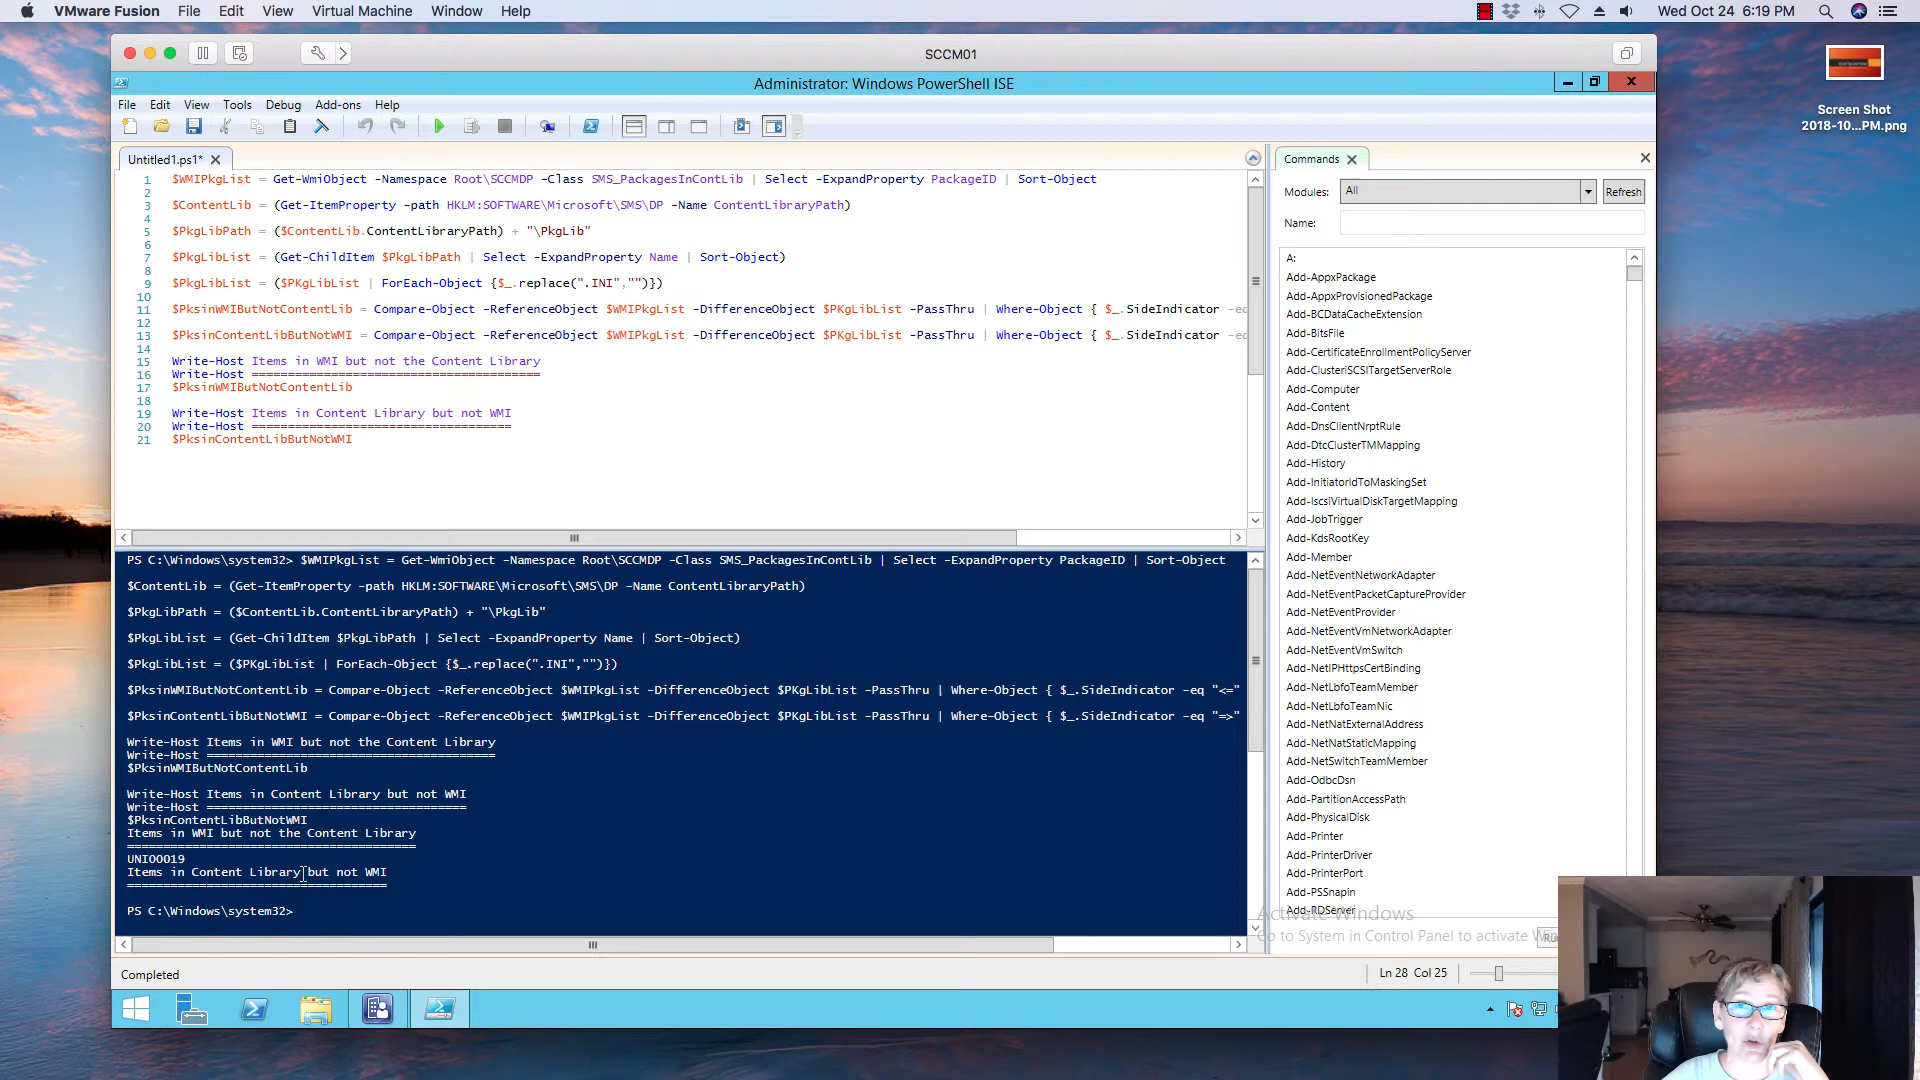 VMware Fusion File Edit View Virtual Machine Window Help
Wed Oct 24 6:19 PM
SCCM01
Screen Shot
2018-10...PM.png
Administrator: Windows PowerShell ISE
File Edit View Tools Debug Add-ons Help
Untitled1.ps1*
1 $WMIPkgList = Get-WmiObject -Namespace Root\SCCMDP -Class SMS_PackagesInContLib | Select -ExpandProperty PackageID | Sort-Object
2
3 $ContentLib = (Get-ItemProperty -path HKLM:SOFTWARE\Microsoft\SMS\DP -Name ContentLibraryPath)
4
5 $PkgLibPath = ($ContentLib.ContentLibraryPath) + "\PkgLib"
6
7 $PkgLibList = (Get-ChildItem $PkgLibPath | Select -ExpandProperty Name | Sort-Object)
8
9 $PkgLibList = ($PKgLibList | ForEach-Object {$_.replace(".INI","")})
10
11 $PksinWMIButNotContentLib = Compare-Object -ReferenceObject $WMIPkgList -DifferenceObject $PKgLibList -PassThru | Where-Object { $_.SideIndicator -eq
12
13 $PksinContentLibButNotWMI = Compare-Object -ReferenceObject $WMIPkgList -DifferenceObject $PKgLibList -PassThru | Where-Object { $_.SideIndicator -eq
14
15 Write-Host Items in WMI but not the Content Library
16 Write-Host ========================================
17 $PksinWMIButNotContentLib
18
19 Write-Host Items in Content Library but not WMI
20 Write-Host ====================================
21 $PksinContentLibButNotWMI
PS C:\Windows\system32> $WMIPkgList = Get-WmiObject -Namespace Root\SCCMDP -Class SMS_PackagesInContLib | Select -ExpandProperty PackageID | Sort-Object
$ContentLib = (Get-ItemProperty -path HKLM:SOFTWARE\Microsoft\SMS\DP -Name ContentLibraryPath)
$PkgLibPath = ($ContentLib.ContentLibraryPath) + "\PkgLib"
$PkgLibList = (Get-ChildItem $PkgLibPath | Select -ExpandProperty Name | Sort-Object)
$PkgLibList = ($PKgLibList | ForEach-Object {$_.replace(".INI","")})
$PksinWMIButNotContentLib = Compare-Object -ReferenceObject $WMIPkgList -DifferenceObject $PKgLibList -PassThru | Where-Object { $_.SideIndicator -eq "<="
$PksinContentLibButNotWMI = Compare-Object -ReferenceObject $WMIPkgList -DifferenceObject $PKgLibList -PassThru | Where-Object { $_.SideIndicator -eq "=>"
Write-Host Items in WMI but not the Content Library
Write-Host ========================================
$PksinWMIButNotContentLib
Write-Host Items in Content Library but not WMI
Write-Host ====================================
$PksinContentLibButNotWMI
Items in WMI but not the Content Library
========================================
UNI00019
Items in Content Library but not WMI
====================================
PS C:\Windows\system32>
Commands
Modules: All Refresh
Name:
A:
Add-AppxPackage
Add-AppxProvisionedPackage
Add-BCDataCacheExtension
Add-BitsFile
Add-CertificateEnrollmentPolicyServer
Add-ClusteriSCSITargetServerRole
Add-Computer
Add-Content
Add-DnsClientNrptRule
Add-DtcClusterTMMapping
Add-History
Add-InitiatorIdToMaskingSet
Add-IscsiVirtualDiskTargetMapping
Add-JobTrigger
Add-KdsRootKey
Add-Member
Add-NetEventNetworkAdapter
Add-NetEventPacketCaptureProvider
Add-NetEventProvider
Add-NetEventVmNetworkAdapter
Add-NetEventVmSwitch
Add-NetIPHttpsCertBinding
Add-NetLbfoTeamMember
Add-NetLbfoTeamNic
Add-NetNatExternalAddress
Add-NetNatStaticMapping
Add-NetSwitchTeamMember
Add-OdbcDsn
Add-PartitionAccessPath
Add-PhysicalDisk
Add-Printer
Add-PrinterDriver
Add-PrinterPort
Add-PSSnapin
Add-RDServer
Activate Windows
Go to System in Control Panel to activate
Completed
Ln 28 Col 25